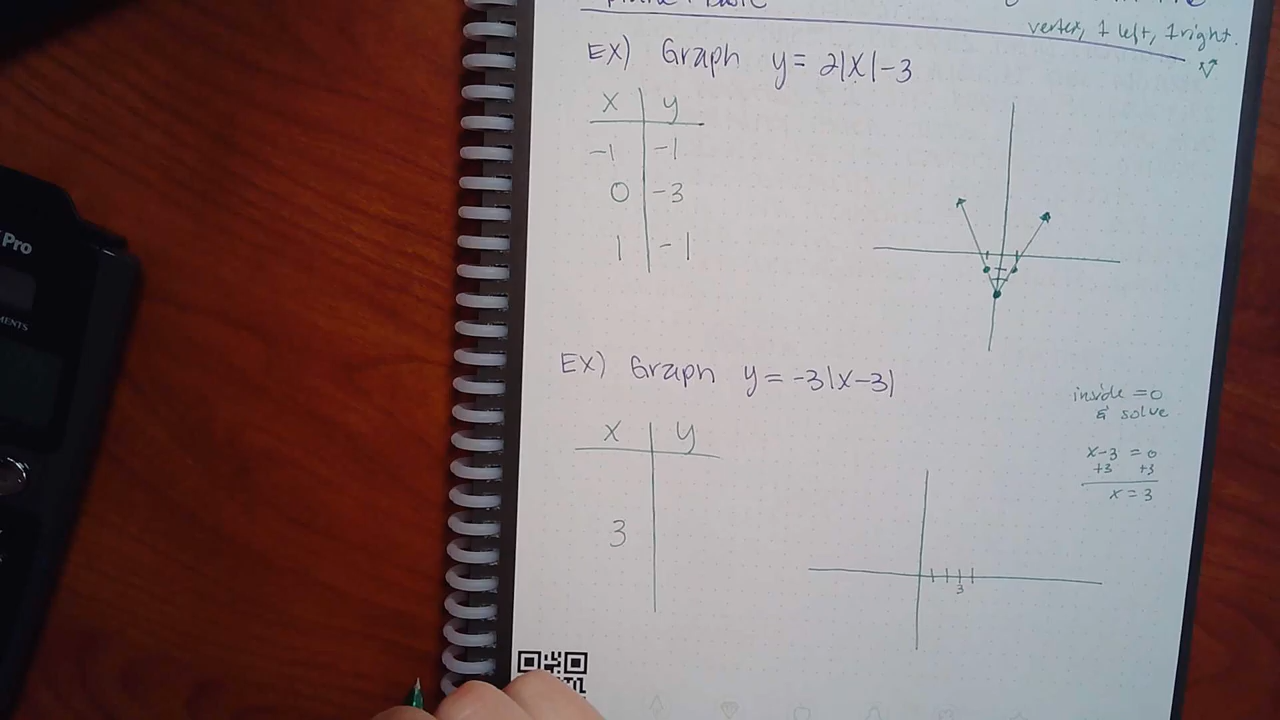 vertex, 1 left, 1 right.
EX) Graph y = 2|x| - 3
x y
-1 -1
0 -3
1 -1
EX) Graph y = -3|x-3|
inside = 0
& solve
x y
x-3 = 0
+3 +3
x = 3
3
3
Pro